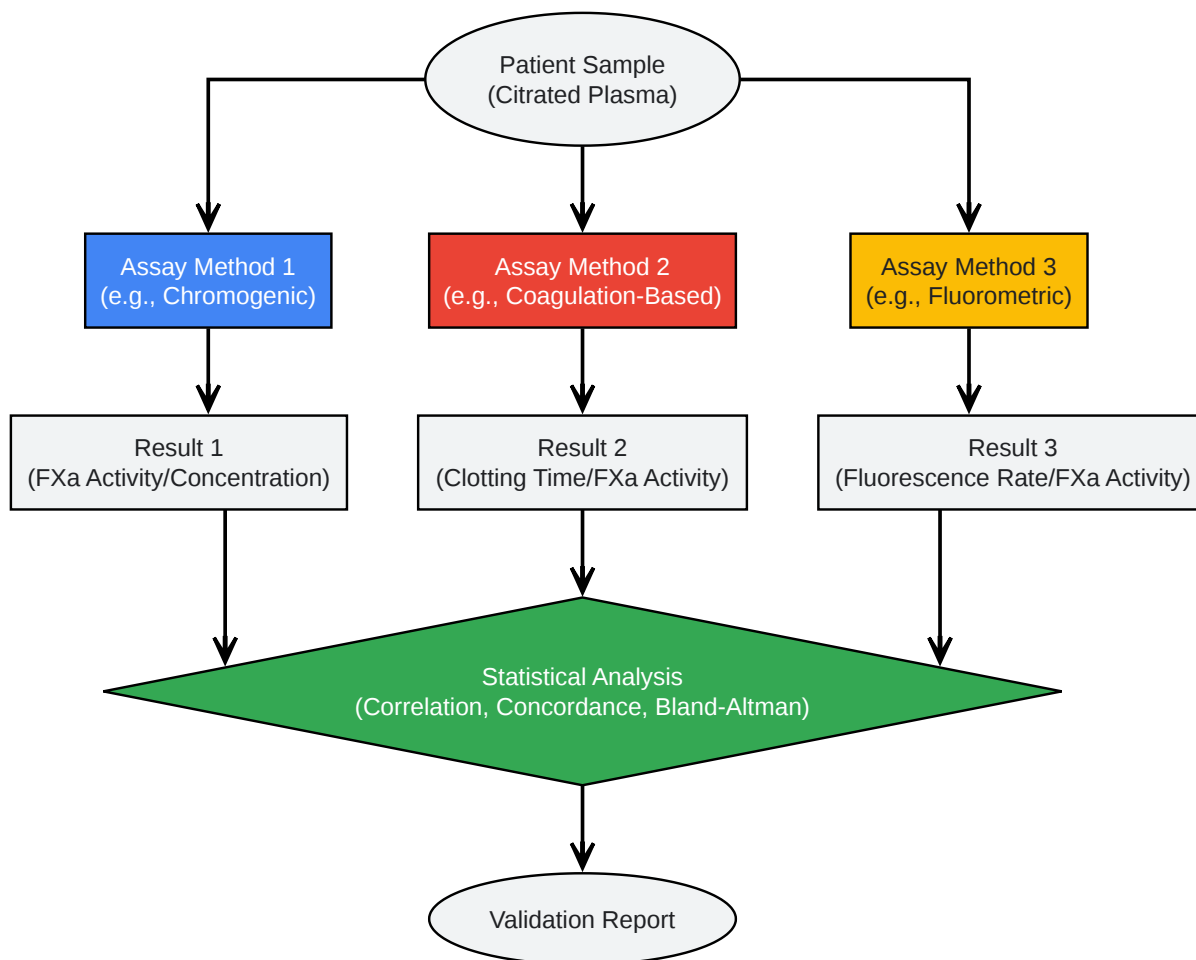 Patient Sample
(Citrated Plasma)
Assay Method 1
(e.g., Chromogenic)
Assay Method 2
(e.g., Coagulation-Based)
Assay Method 3
(e.g., Fluorometric)
Result 1
(FXa Activity/Concentration)
Result 2
(Clotting Time/FXa Activity)
Result 3
(Fluorescence Rate/FXa Activity)
Statistical Analysis
(Correlation, Concordance, Bland-Altman)
Validation Report